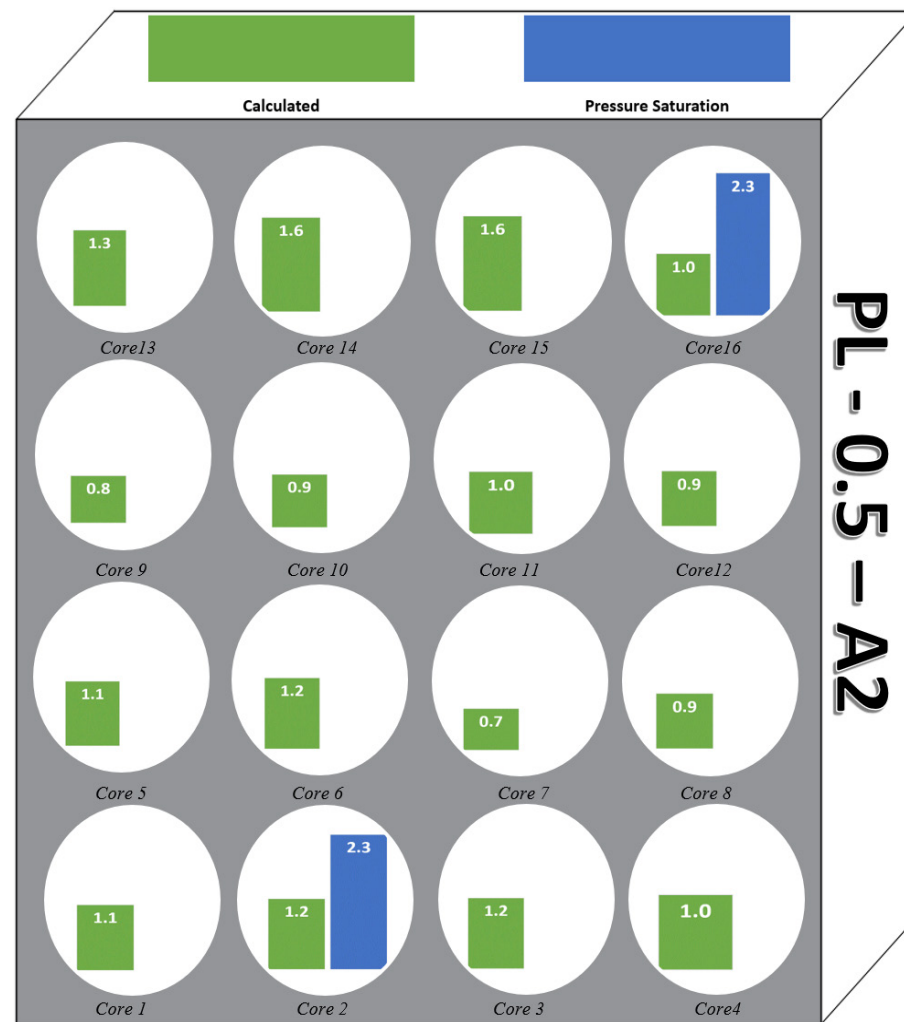 Calculated
Pressure Saturation
1.3
1.6
1.6
1.0
2.3
Core13
Core 14
Core 15
Core16
0.8
0.9
1.0
0.9
Core 9
Core 10
Core 11
Core12
1.1
1.2
0.7
0.9
Core 5
Core 6
Core 7
Core 8
1.1
1.2
2.3
1.2
1.0
Core 1
Core 2
Core 3
Core4
PL - 0.5 – A2